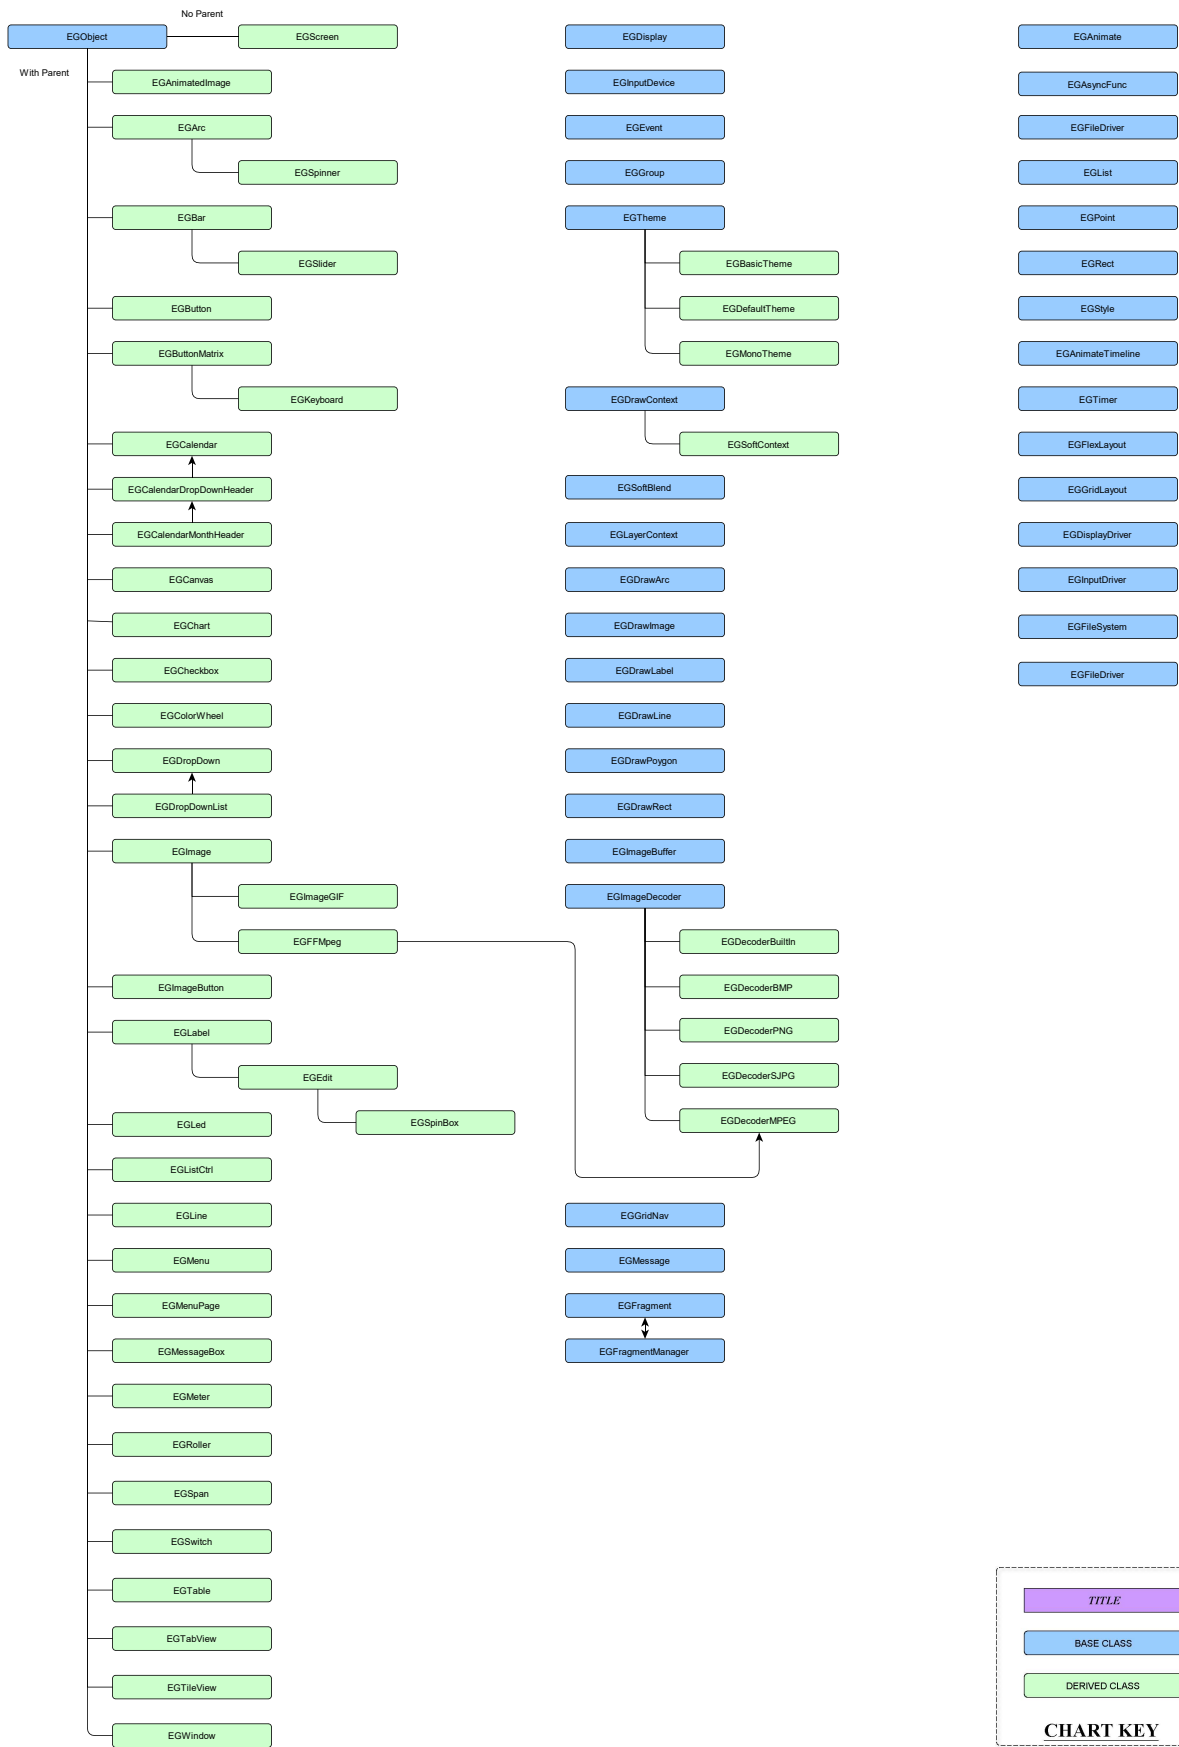 No Parent
EGObject
EGScreen
With Parent
EGAnimatedImage
EGArc
EGSpinner
EGBar
EGSlider
EGButton
EGButtonMatrix
EGKeyboard
EGCalendar
EGCalendarDropDownHeader
EGCalendarMonthHeader
EGCanvas
EGChart
EGCheckbox
EGColorWheel
EGDropDown
EGDropDownList
EGImage
EGImageGIF
EGFFMpeg
EGImageButton
EGLabel
EGEdit
EGSpinBox
EGLed
EGListCtrl
EGLine
EGMenu
EGMenuPage
EGMessageBox
EGMeter
EGRoller
EGSpan
EGSwitch
EGTable
EGTabView
EGTileView
EGWindow
EGDisplay
EGInputDevice
EGEvent
EGGroup
EGTheme
EGBasicTheme
EGDefaultTheme
EGMonoTheme
EGDrawContext
EGSoftContext
EGSoftBlend
EGLayerContext
EGDrawArc
EGDrawImage
EGDrawLabel
EGDrawLine
EGDrawPoygon
EGDrawRect
EGImageBuffer
EGImageDecoder
EGDecoderBuiltIn
EGDecoderBMP
EGDecoderPNG
EGDecoderSJPG
EGDecoderMPEG
EGGridNav
EGMessage
EGFragment
EGFragmentManager
EGAnimate
EGAsyncFunc
EGFileDriver
EGList
EGPoint
EGRect
EGStyle
EGAnimateTimeline
EGTimer
EGFlexLayout
EGGridLayout
EGDisplayDriver
EGInputDriver
EGFileSystem
EGFileDriver
TITLE
BASE CLASS
DERIVED CLASS
CHART KEY